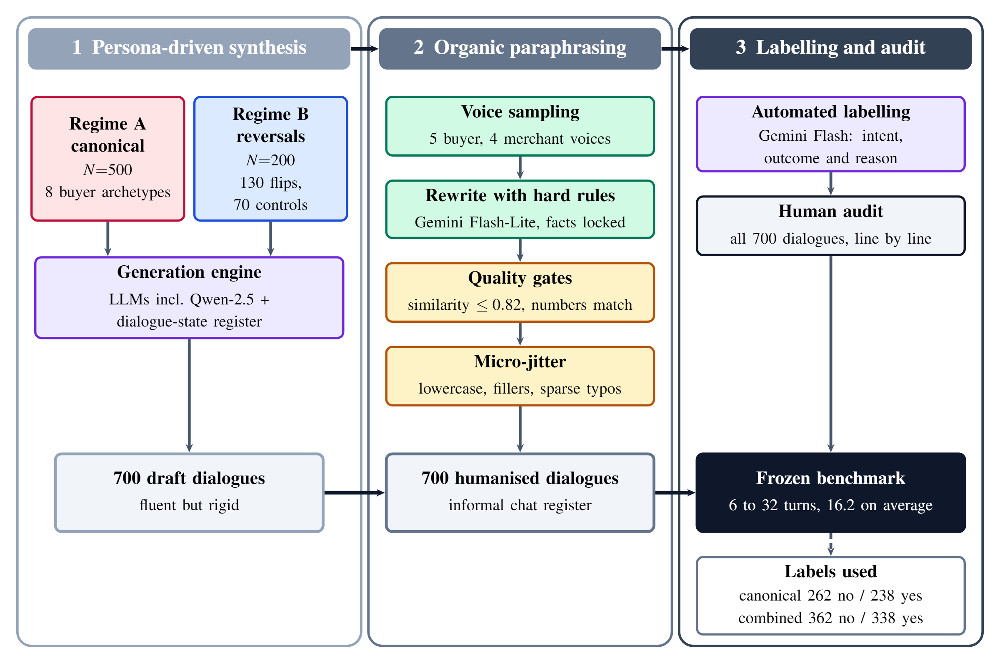 1 Persona-driven synthesis
Regime A
canonical
N=500
8 buyer archetypes
Regime B
reversals
N=200
130 flips,
70 controls
Generation engine
LLMs incl. Qwen-2.5 +
dialogue-state register
700 draft dialogues
fluent but rigid
2 Organic paraphrasing
Voice sampling
5 buyer, 4 merchant voices
Rewrite with hard rules
Gemini Flash-Lite, facts locked
Quality gates
similarity ≤ 0.82, numbers match
Micro-jitter
lowercase, fillers, sparse typos
700 humanised dialogues
informal chat register
3 Labelling and audit
Automated labelling
Gemini Flash: intent,
outcome and reason
Human audit
all 700 dialogues, line by line
Frozen benchmark
6 to 32 turns, 16.2 on average
Labels used
canonical 262 no / 238 yes
combined 362 no / 338 yes